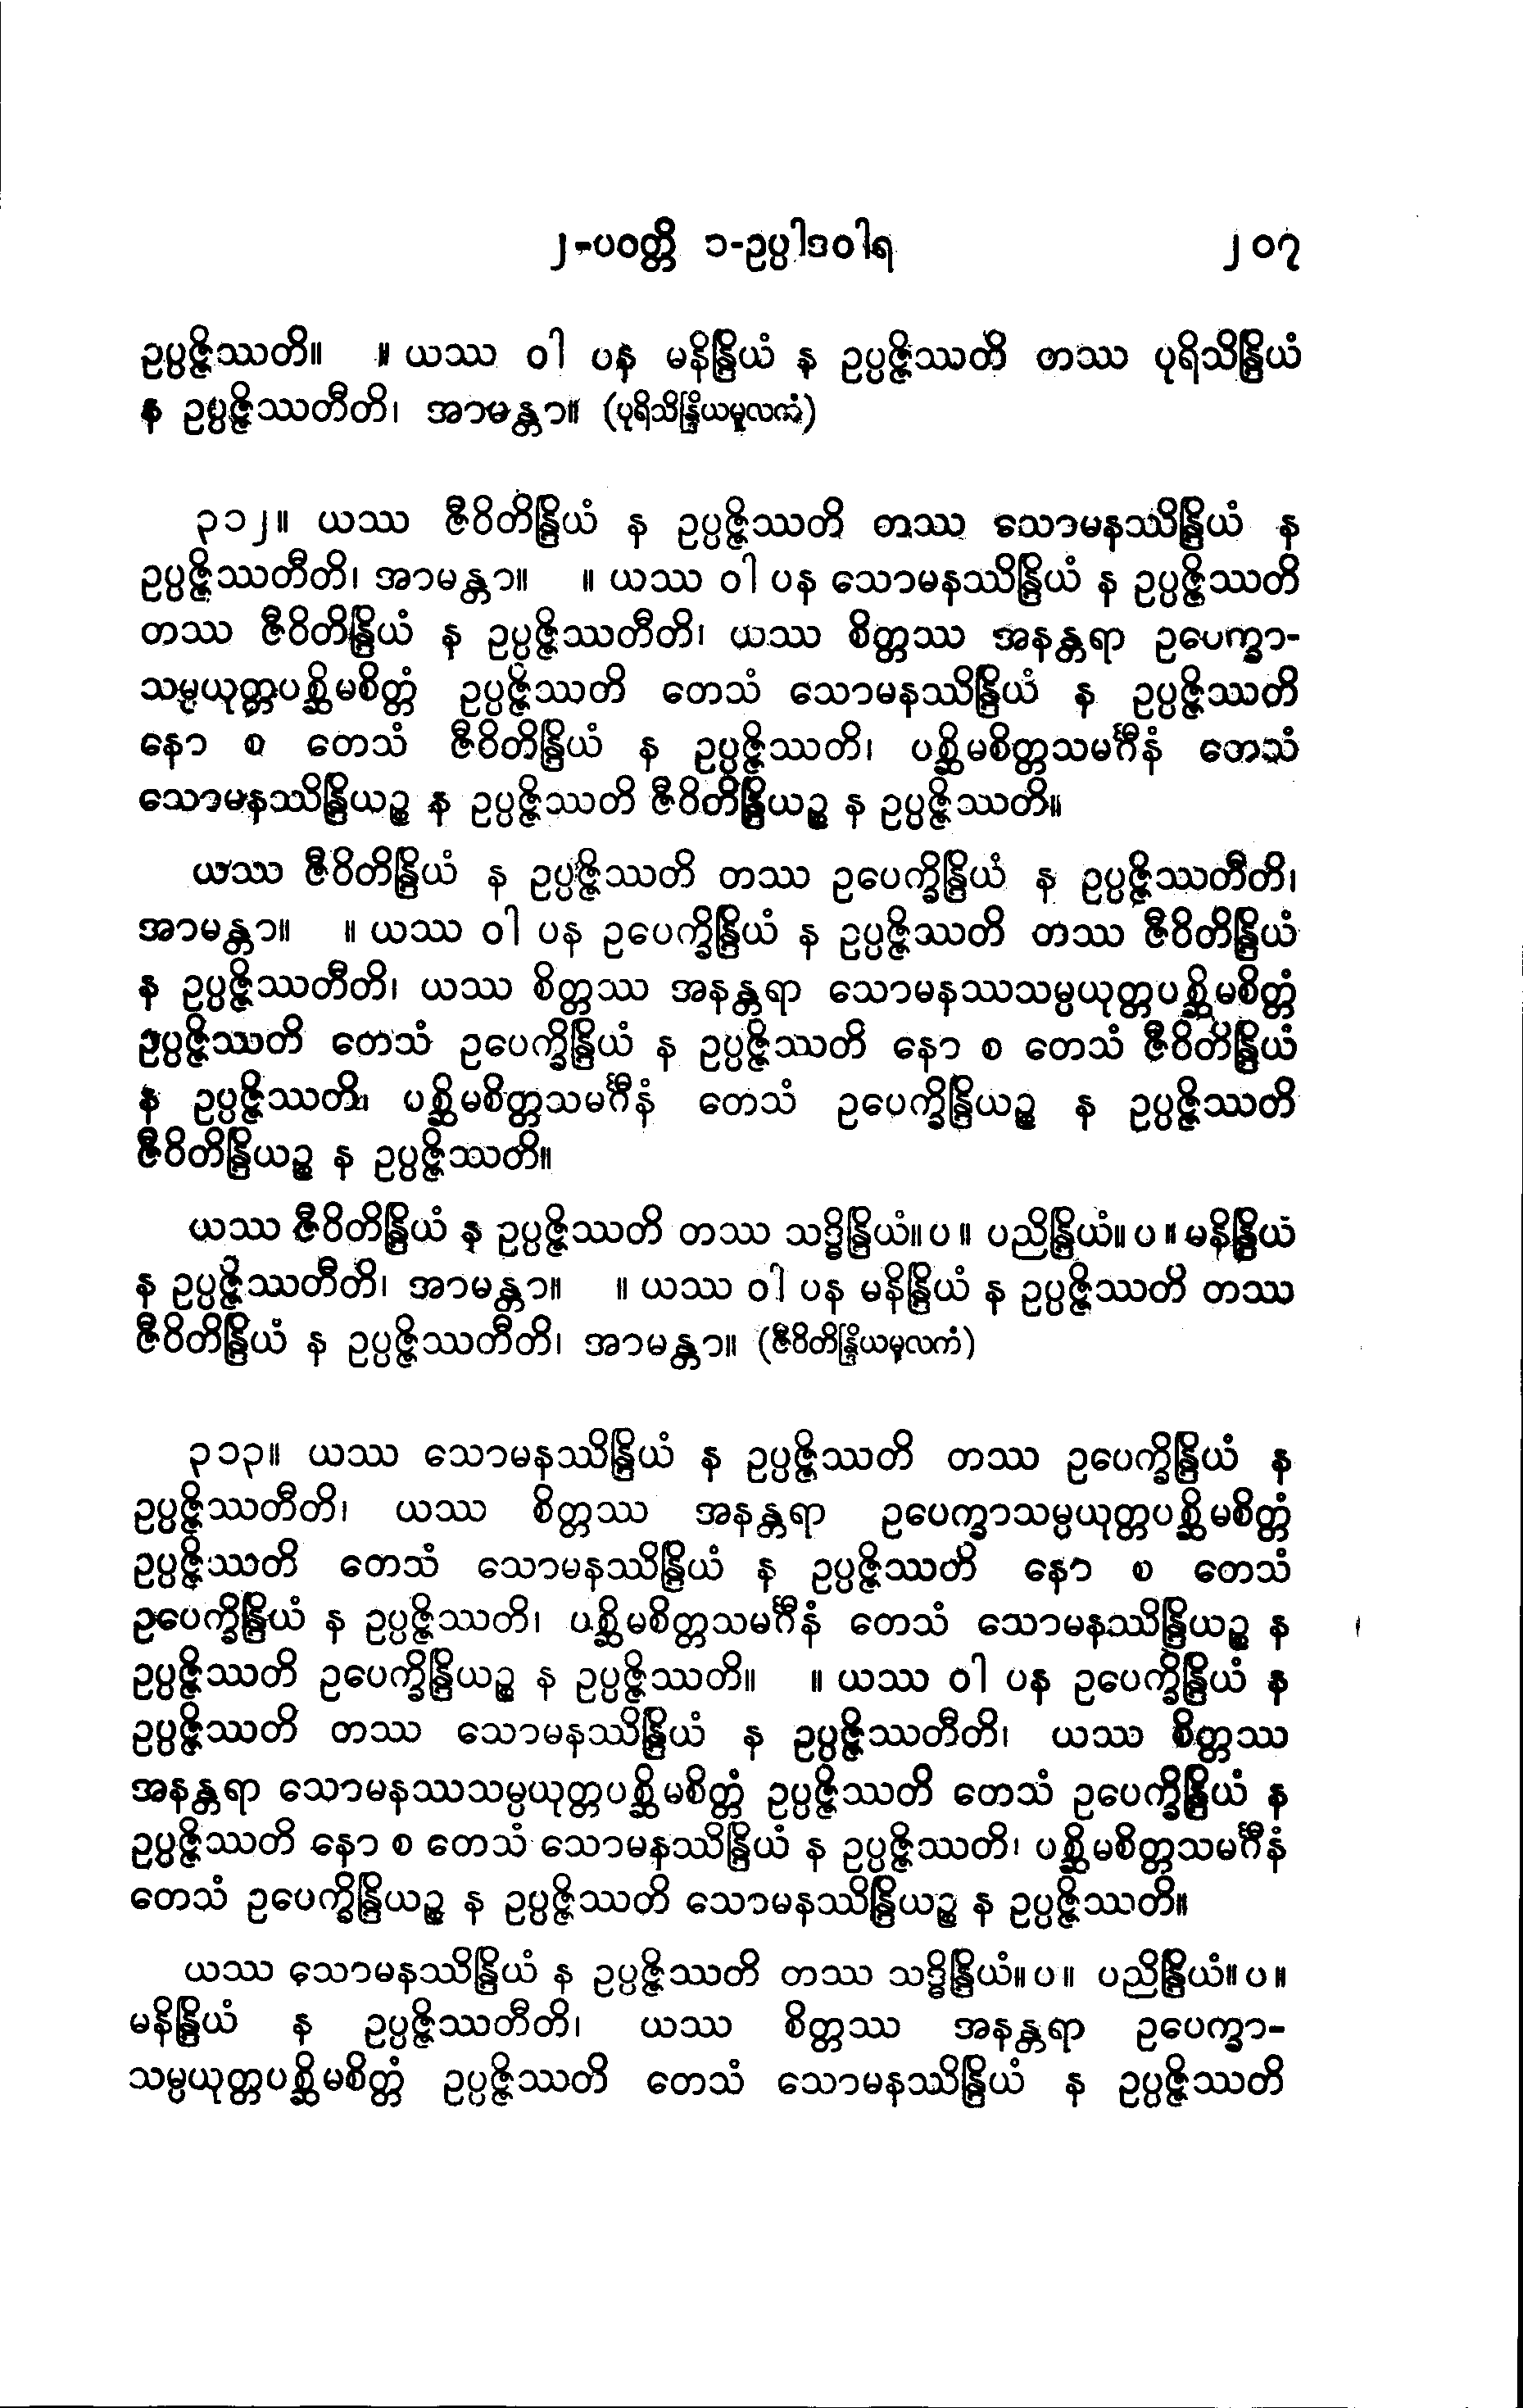 ၂-ပဝတ္တိ ၁-ဥပ္ပါဒဝါရ ၂၀၇
ဥပ္ပဇ္ဇိဿတိ။ ။ ယဿ ဝါ ပန မနိန္ဒြိယံ န ဥပ္ပဇ္ဇိဿတိ တဿ ပုရိသိန္ဒြိယံ
န ဥပ္ပဇ္ဇိဿတီတိ၊ အာမန္တာ။ (ပုရိသိန္ဒြိယမူလကံ)
၃၁၂။ ယဿ ဇီဝိတိန္ဒြိယံ န ဥပ္ပဇ္ဇိဿတိ တဿ သောမနဿိန္ဒြိယံ န
ဥပ္ပဇ္ဇိဿတီတိ၊ အာမန္တာ။ ။ ယဿ ဝါ ပန သောမနဿိန္ဒြိယံ န ဥပ္ပဇ္ဇိဿတိ
တဿ ဇီဝိတိန္ဒြိယံ န ဥပ္ပဇ္ဇိဿတီတိ၊ ယဿ စိတ္တဿ အနန္တရာ ဥပေက္ခာ-
သမ္ပယုတ္တပစ္ဆိမစိတ္တံ ဥပ္ပဇ္ဇိဿတိ တေသံ သောမနဿိန္ဒြိယံ န ဥပ္ပဇ္ဇိဿတိ
နော စ တေသံ ဇီဝိတိန္ဒြိယံ န ဥပ္ပဇ္ဇိဿတိ၊ ပစ္ဆိမစိတ္တသမင်္ဂီနံ တေသံ
သောမနဿိန္ဒြိယဉ္စ န ဥပ္ပဇ္ဇိဿတိ ဇီဝိတိန္ဒြိယဉ္စ န ဥပ္ပဇ္ဇိဿတိ။
ယဿ ဇီဝိတိန္ဒြိယံ န ဥပ္ပဇ္ဇိဿတိ တဿ ဥပေက္ခိန္ဒြိယံ န ဥပ္ပဇ္ဇိဿတီတိ၊
အာမန္တာ။ ။ ယဿ ဝါ ပန ဥပေက္ခိန္ဒြိယံ န ဥပ္ပဇ္ဇိဿတိ တဿ ဇီဝိတိန္ဒြိယံ
န ဥပ္ပဇ္ဇိဿတီတိ၊ ယဿ စိတ္တဿ အနန္တရာ သောမနဿသမ္ပယုတ္တပစ္ဆိမစိတ္တံ
ဥပ္ပဇ္ဇိဿတိ တေသံ ဥပေက္ခိန္ဒြိယံ န ဥပ္ပဇ္ဇိဿတိ နော စ တေသံ ဇီဝိတိန္ဒြိယံ
န ဥပ္ပဇ္ဇိဿတိ၊ ပစ္ဆိမစိတ္တသမင်္ဂီနံ တေသံ ဥပေက္ခိန္ဒြိယဉ္စ န ဥပ္ပဇ္ဇိဿတိ
ဇီဝိတိန္ဒြိယဉ္စ န ဥပ္ပဇ္ဇိဿတိ။
ယဿ ဇီဝိတိန္ဒြိယံ န ဥပ္ပဇ္ဇိဿတိ တဿ သဒ္ဓိန္ဒြိယံ။ ပ ။ ပညိန္ဒြိယံ။ ပ ။ မနိန္ဒြိယံ
န ဥပ္ပဇ္ဇိဿတီတိ၊ အာမန္တာ။ ။ ယဿ ဝါ ပန မနိန္ဒြိယံ န ဥပ္ပဇ္ဇိဿတိ တဿ
ဇီဝိတိန္ဒြိယံ န ဥပ္ပဇ္ဇိဿတီတိ၊ အာမန္တာ။ (ဇီဝိတိန္ဒြိယမူလကံ)
၃၁၃။ ယဿ သောမနဿိန္ဒြိယံ န ဥပ္ပဇ္ဇိဿတိ တဿ ဥပေက္ခိန္ဒြိယံ န
ဥပ္ပဇ္ဇိဿတီတိ၊ ယဿ စိတ္တဿ အနန္တရာ ဥပေက္ခာသမ္ပယုတ္တပစ္ဆိမစိတ္တံ
ဥပ္ပဇ္ဇိဿတိ တေသံ သောမနဿိန္ဒြိယံ န ဥပ္ပဇ္ဇိဿတိ နော စ တေသံ
ဥပေက္ခိန္ဒြိယံ န ဥပ္ပဇ္ဇိဿတိ၊ ပစ္ဆိမစိတ္တသမင်္ဂီနံ တေသံ သောမနဿိန္ဒြိယဉ္စ န
ဥပ္ပဇ္ဇိဿတိ ဥပေက္ခိန္ဒြိယဉ္စ န ဥပ္ပဇ္ဇိဿတိ။ ။ ယဿ ဝါ ပန ဥပေက္ခိန္ဒြိယံ န
ဥပ္ပဇ္ဇိဿတိ တဿ သောမနဿိန္ဒြိယံ န ဥပ္ပဇ္ဇိဿတီတိ၊ ယဿ စိတ္တဿ
အနန္တရာ သောမနဿသမ္ပယုတ္တပစ္ဆိမစိတ္တံ ဥပ္ပဇ္ဇိဿတိ တေသံ ဥပေက္ခိန္ဒြိယံ န
ဥပ္ပဇ္ဇိဿတိ နော စ တေသံ သောမနဿိန္ဒြိယံ န ဥပ္ပဇ္ဇိဿတိ၊ ပစ္ဆိမစိတ္တသမင်္ဂီနံ
တေသံ ဥပေက္ခိန္ဒြိယဉ္စ န ဥပ္ပဇ္ဇိဿတိ သောမနဿိန္ဒြိယဉ္စ န ဥပ္ပဇ္ဇိဿတိ။
ယဿ သောမနဿိန္ဒြိယံ န ဥပ္ပဇ္ဇိဿတိ တဿ သဒ္ဓိန္ဒြိယံ။ ပ ။ ပညိန္ဒြိယံ။ ပ ။
မနိန္ဒြိယံ န ဥပ္ပဇ္ဇိဿတီတိ၊ ယဿ စိတ္တဿ အနန္တရာ ဥပေက္ခာ-
သမ္ပယုတ္တပစ္ဆိမစိတ္တံ ဥပ္ပဇ္ဇိဿတိ တေသံ သောမနဿိန္ဒြိယံ န ဥပ္ပဇ္ဇိဿတိ